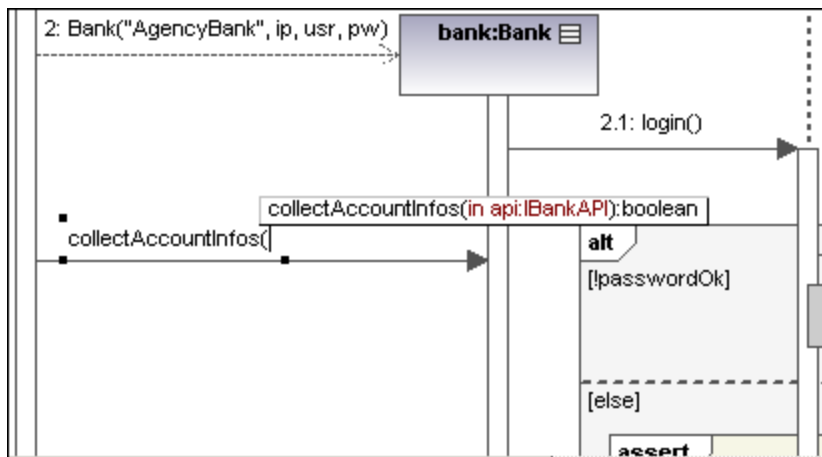 2: Bank("AgencyBank", ip, usr, pw)
bank:Bank
2.1: login()
collectAccountInfos(in api:IBankAPI):boolean
collectAccountInfos(
alt
[!passwordOk]
[else]
assert